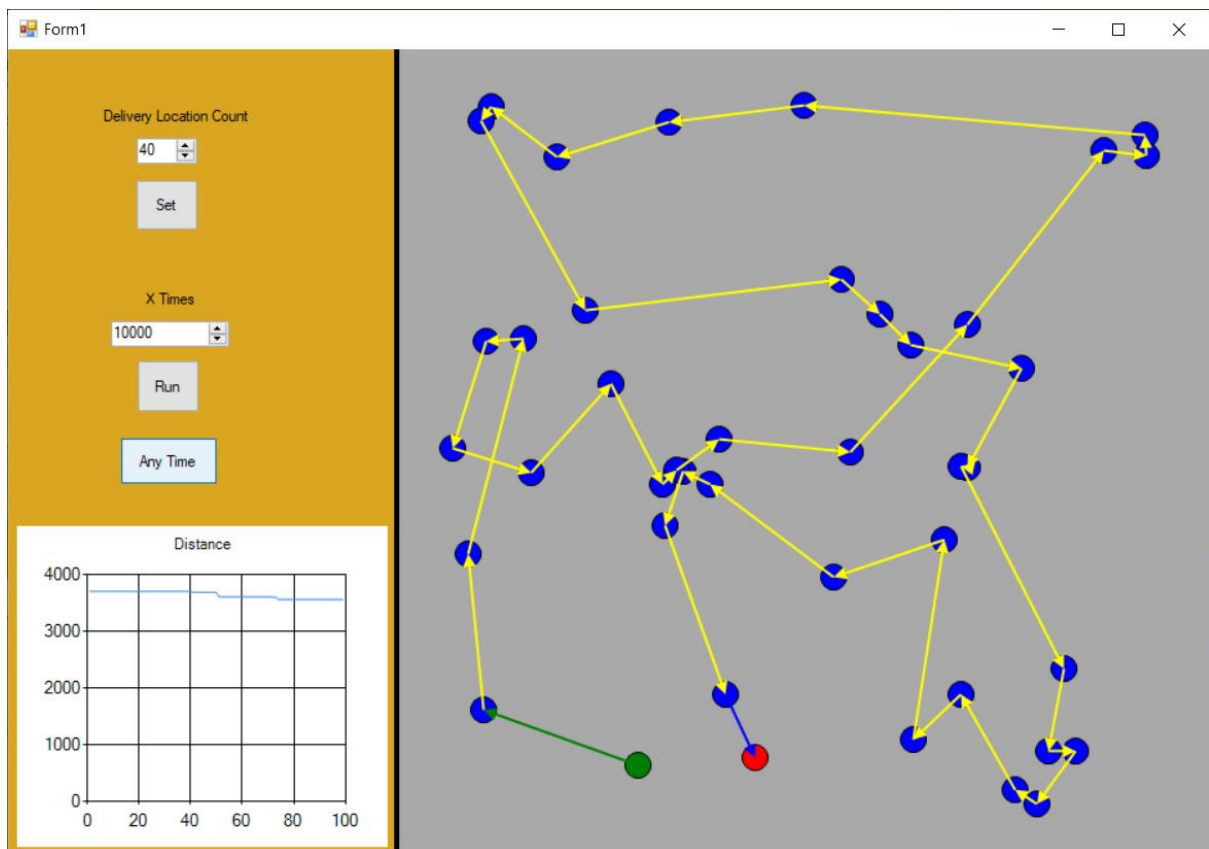 Form1
Delivery Location Count
40
Set
X Times
10000
Run
Any Time
Distance
4000
3000
2000
1000
0
0 20 40 60 80 100